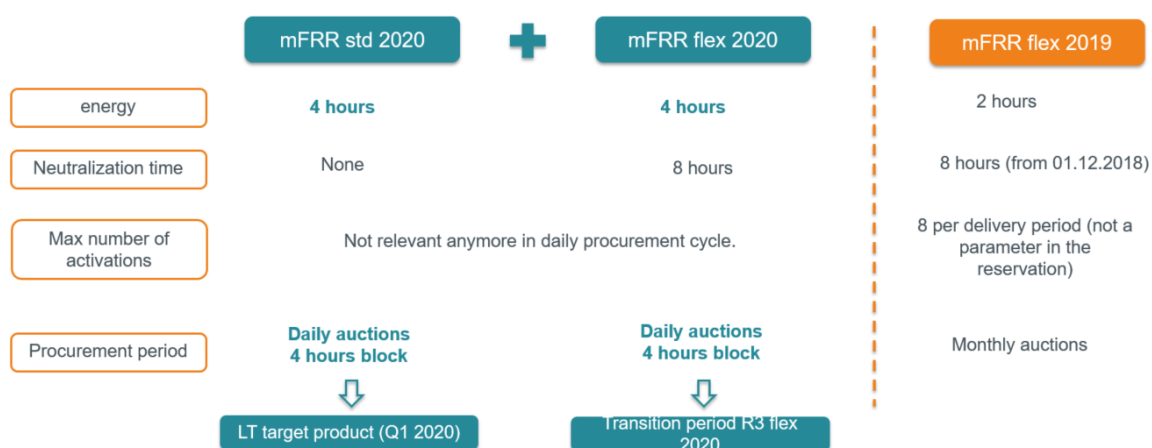 mFRR std 2020
mFRR flex 2020
mFRR flex 2019
energy
4 hours
4 hours
2 hours
Neutralization time
None
8 hours
8 hours (from 01.12.2018)
Max number of
activations
Not relevant anymore in daily procurement cycle.
8 per delivery period (not a
parameter in the
reservation)
Procurement period
Daily auctions
4 hours block
Daily auctions
4 hours block
Monthly auctions
LT target product (Q1 2020)
Transition period R3 flex
2020